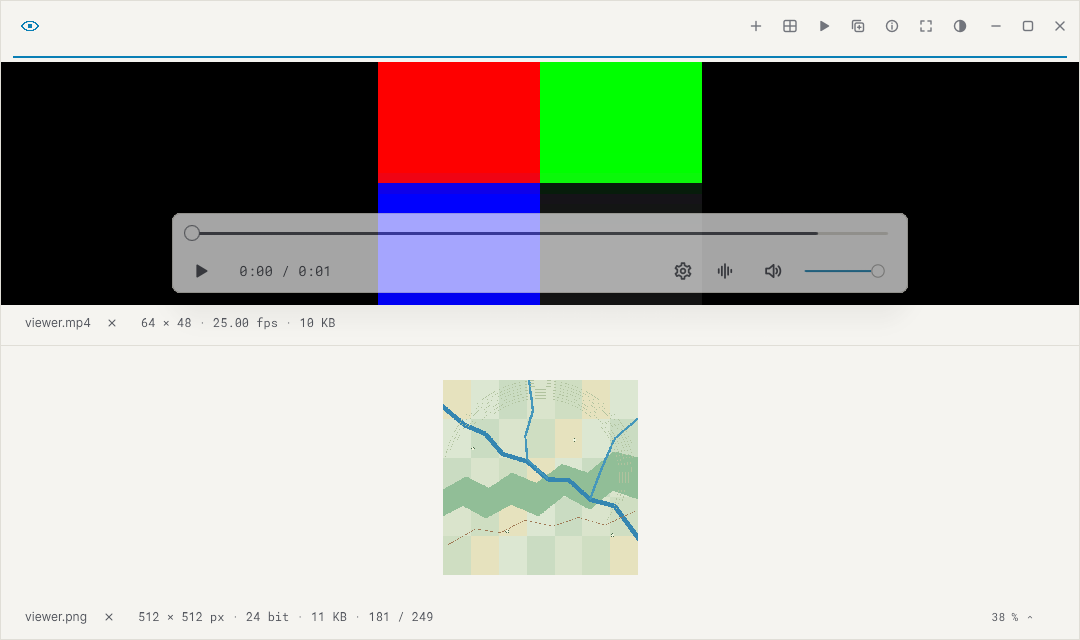 0:00 / 0:01
viewer.mp4 × 64 × 48 · 25.00 fps · 10 KB
viewer.png × 512 × 512 px · 24 bit · 11 KB · 181 / 249
38 %